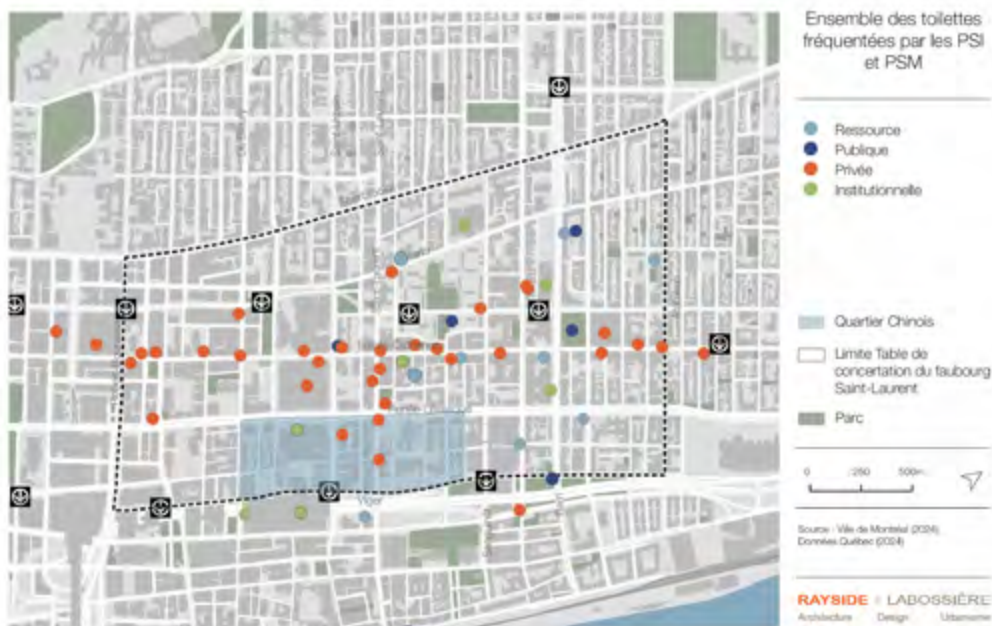 Ensemble des toilettes
fréquentées par les PSI
et PSM
Ressource
Publique
Privée
Institutionnelle
Quartier Chinois
Limite Table de
concertation du faubourg
Saint-Laurent
Parc
0 250 500m
Source : Ville de Montréal (2024),
Données Québec (2024)
RAYSIDE LABOSSIÈRE
Architecture Design Urbanisme
Viger